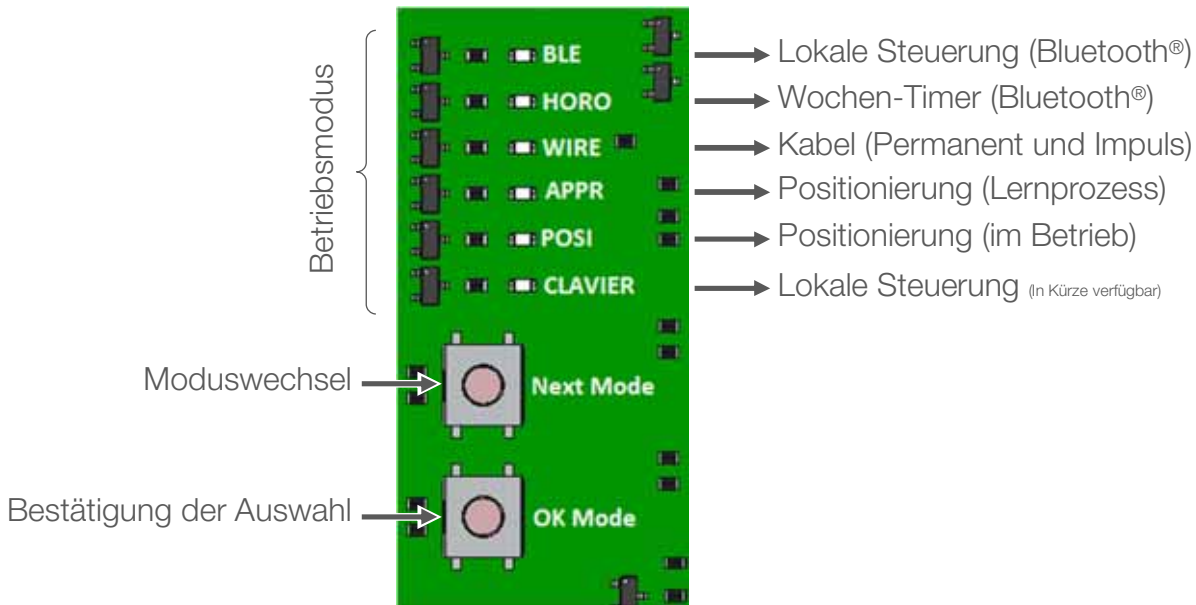 Betriebsmodus
BLE
Lokale Steuerung (Bluetooth®)
HORO
Wochen-Timer (Bluetooth®)
WIRE
Kabel (Permanent und Impuls)
APPR
Positionierung (Lernprozess)
POSI
Positionierung (im Betrieb)
CLAVIER
Lokale Steuerung (In Kürze verfügbar)
Moduswechsel
Next Mode
Bestätigung der Auswahl
OK Mode